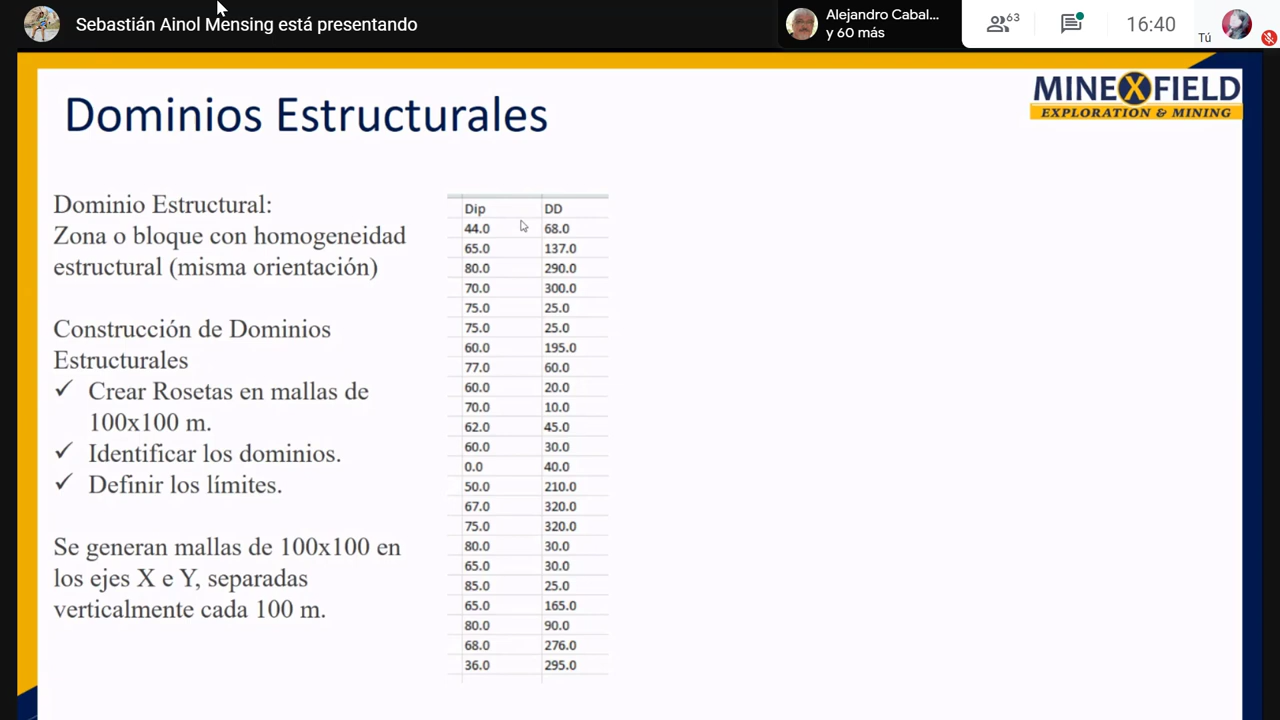 Sebastián Ainol Mensing está presentando
Alejandro Cabal...
y 60 más
63
16:40
Tú
Dominios Estructurales
MINEXFIELD
EXPLORATION & MINING
Dominio Estructural:
Zona o bloque con homogeneidad
estructural (misma orientación)
Construcción de Dominios
Estructurales
✓ Crear Rosetas en mallas de
100x100 m.
✓ Identificar los dominios.
✓ Definir los límites.
Se generan mallas de 100x100 en
los ejes X e Y, separadas
verticalmente cada 100 m.
Dip DD
44.0 68.0
65.0 137.0
80.0 290.0
70.0 300.0
75.0 25.0
75.0 25.0
60.0 195.0
77.0 60.0
60.0 20.0
70.0 10.0
62.0 45.0
60.0 30.0
0.0 40.0
50.0 210.0
67.0 320.0
75.0 320.0
80.0 30.0
65.0 30.0
85.0 25.0
65.0 165.0
80.0 90.0
68.0 276.0
36.0 295.0